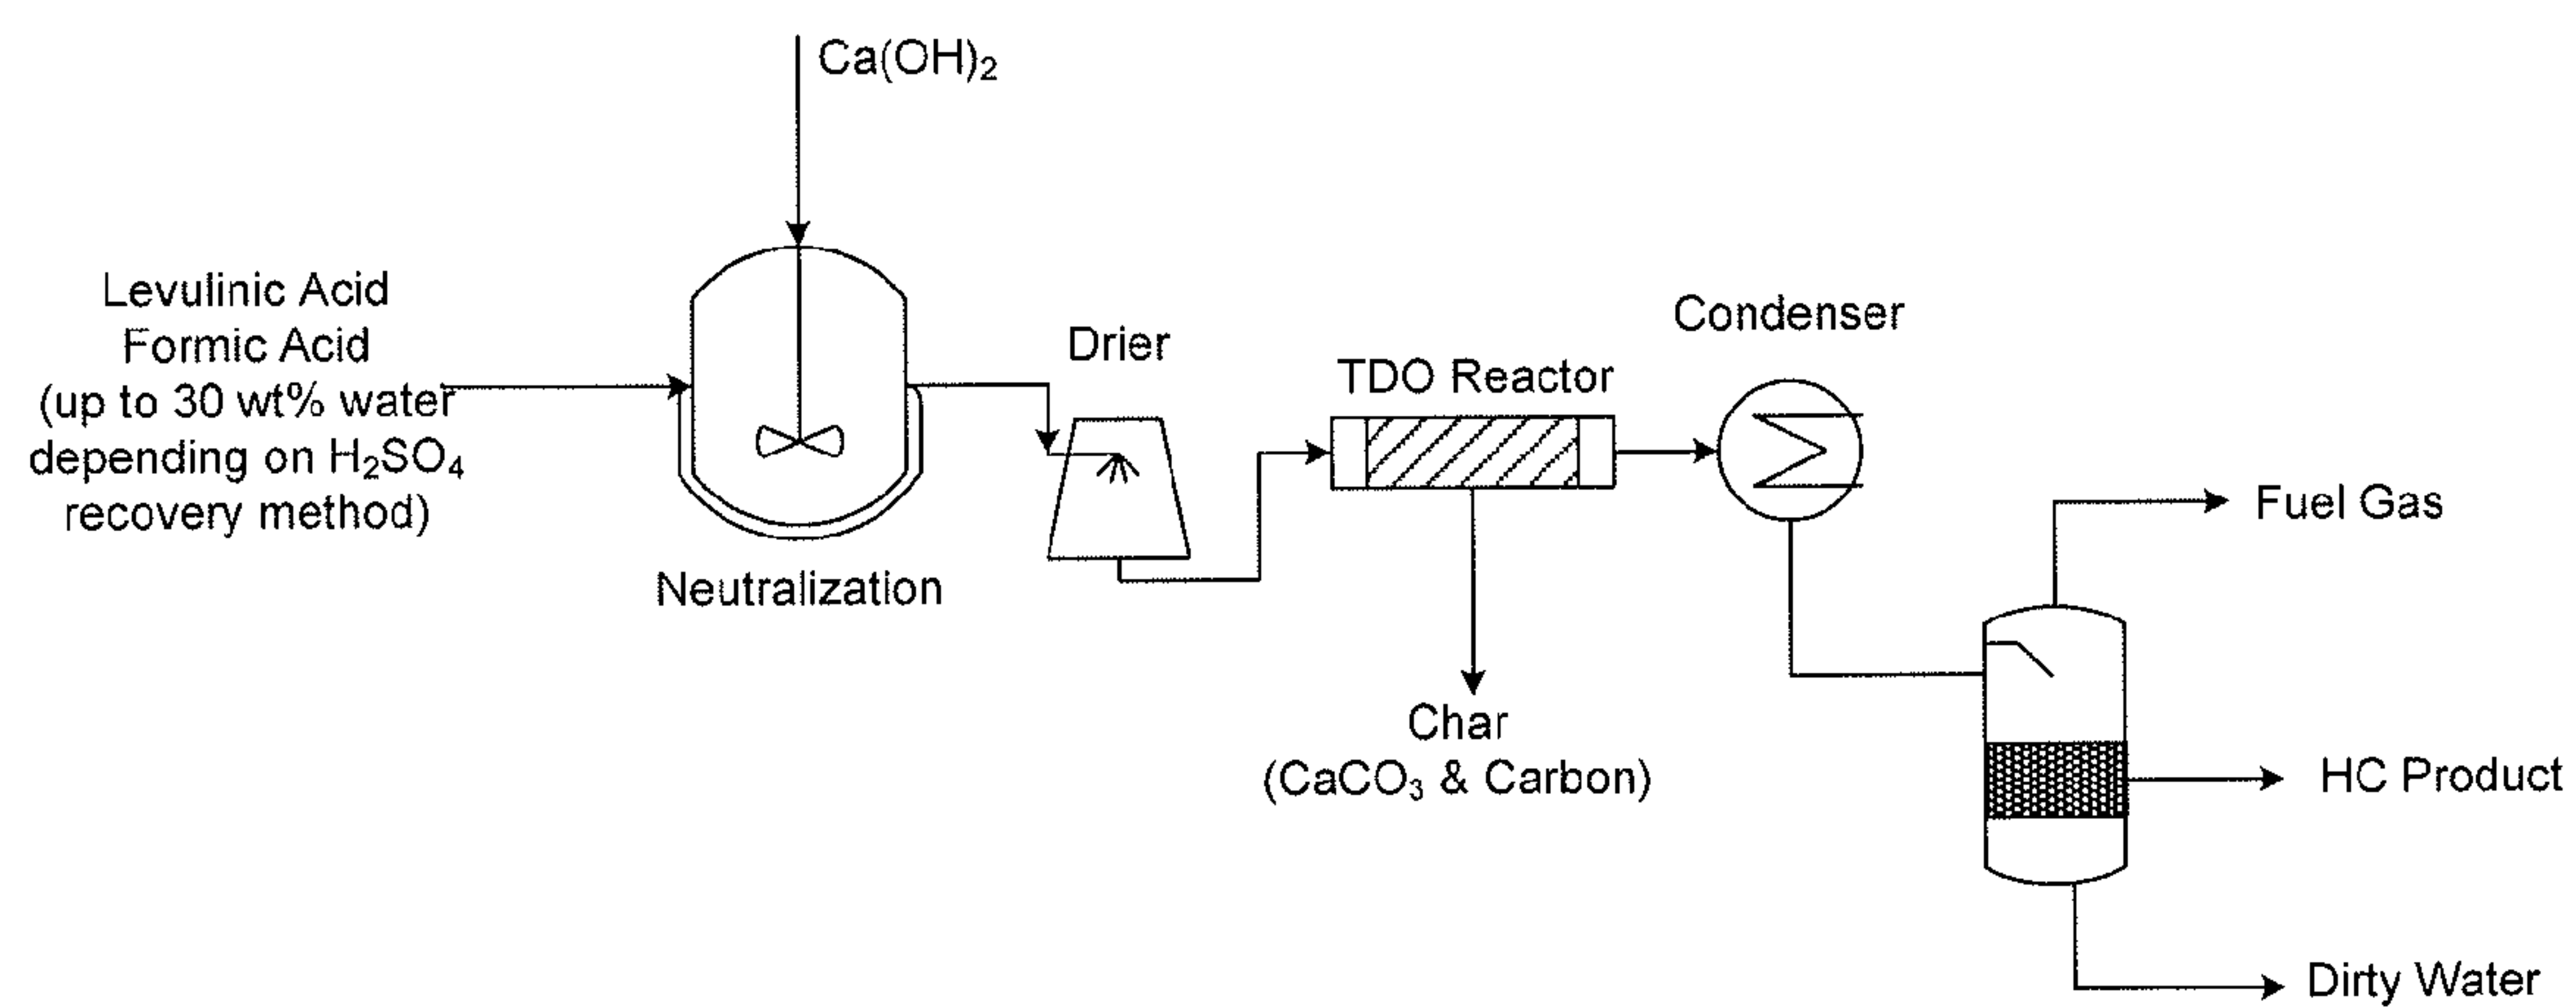 Ca(OH)₂
Levulinic Acid
Formic Acid
(up to 30 wt% water
depending on H₂SO₄
recovery method)
Neutralization
Drier
TDO Reactor
Condenser
Char
(CaCO₃ & Carbon)
Fuel Gas
HC Product
Dirty Water